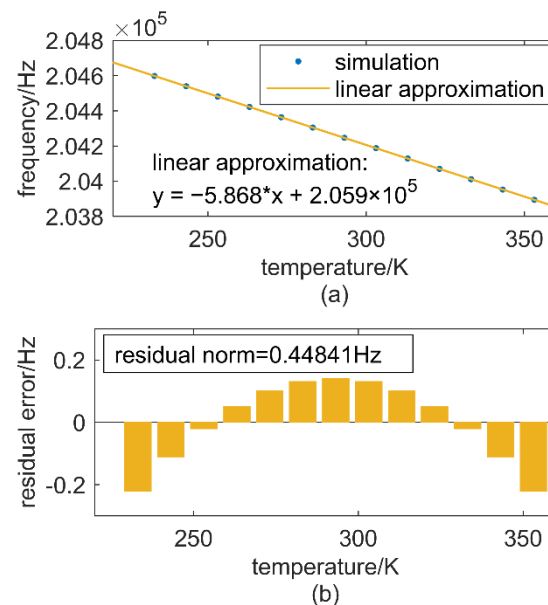 ×10⁵
2.048
2.046
2.044
2.042
2.04
2.038
frequency/Hz
simulation
linear approximation
linear approximation:
y = −5.868*x + 2.059×10⁵
250
300
350
temperature/K
(a)
residual norm=0.44841Hz
0.2
0
-0.2
residual error/Hz
250
300
350
temperature/K
(b)